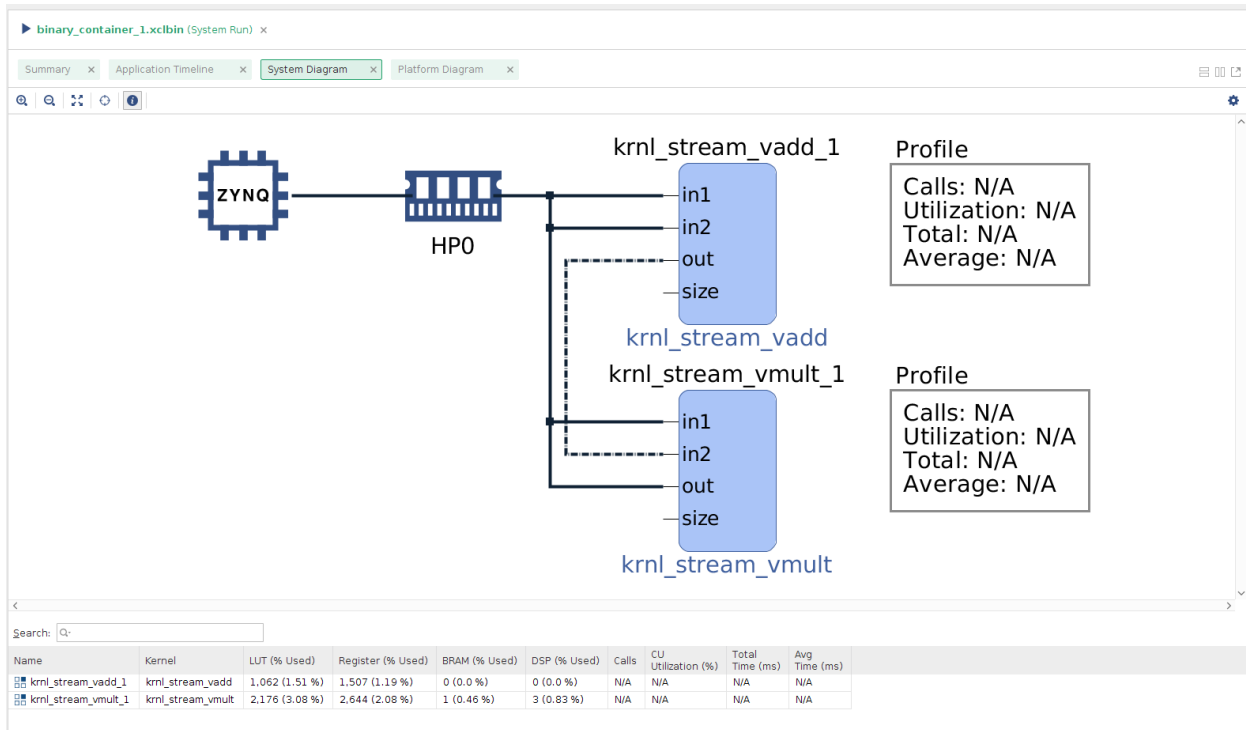 binary_container_1.xclbin (System Run) ×
Summary × Application Timeline × System Diagram × Platform Diagram ×
ZYNQ
HP0
krnl_stream_vadd_1
in1
in2
out
size
krnl_stream_vadd
Profile
Calls: N/A
Utilization: N/A
Total: N/A
Average: N/A
krnl_stream_vmult_1
in1
in2
out
size
krnl_stream_vmult
Profile
Calls: N/A
Utilization: N/A
Total: N/A
Average: N/A
Search:
Name Kernel LUT (% Used) Register (% Used) BRAM (% Used) DSP (% Used) Calls CU Utilization (%) Total Time (ms) Avg Time (ms)
krnl_stream_vadd_1 krnl_stream_vadd 1,062 (1.51 %) 1,507 (1.19 %) 0 (0.0 %) 0 (0.0 %) N/A N/A N/A N/A
krnl_stream_vmult_1 krnl_stream_vmult 2,176 (3.08 %) 2,644 (2.08 %) 1 (0.46 %) 3 (0.83 %) N/A N/A N/A N/A